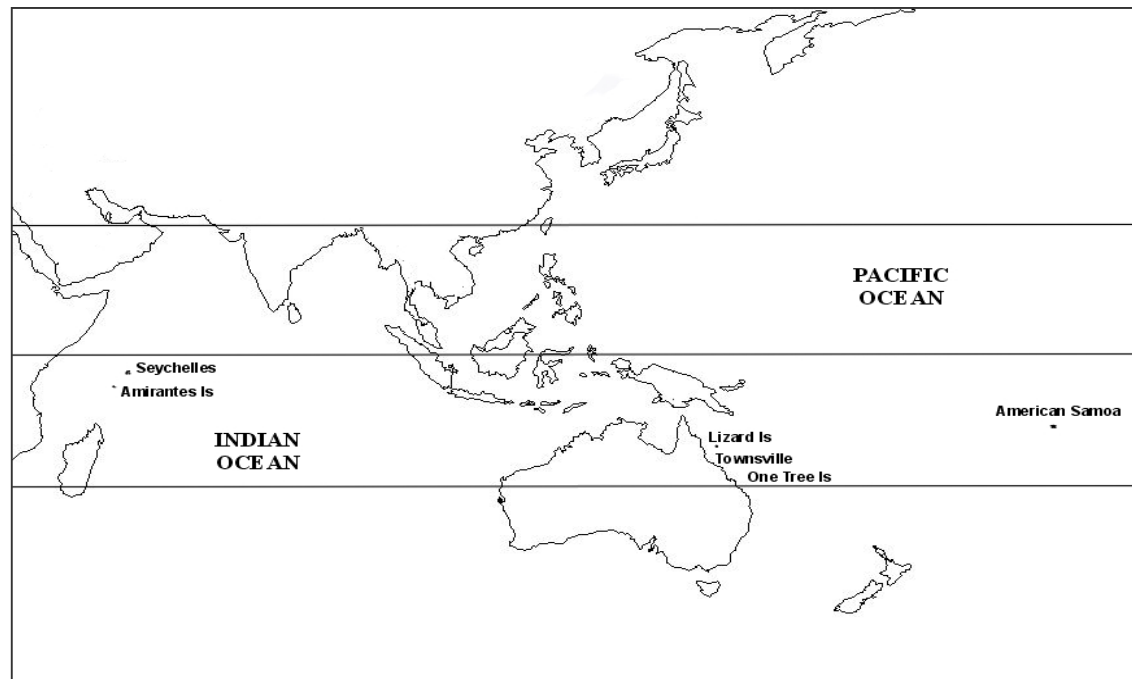 PACIFIC
OCEAN
Seychelles
Amirantes Is
American Samoa
INDIAN
OCEAN
Lizard Is
Townsville
One Tree Is